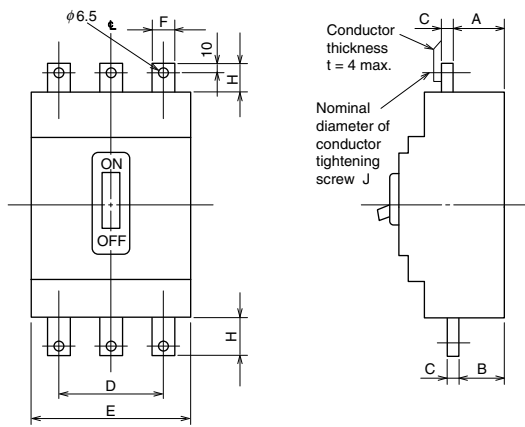 φ6.5
℄
F
10
H
ON
OFF
H
D
E
C
A
Conductor
thickness
t = 4 max.
Nominal
diameter of
conductor
tightening
screw J
C
B